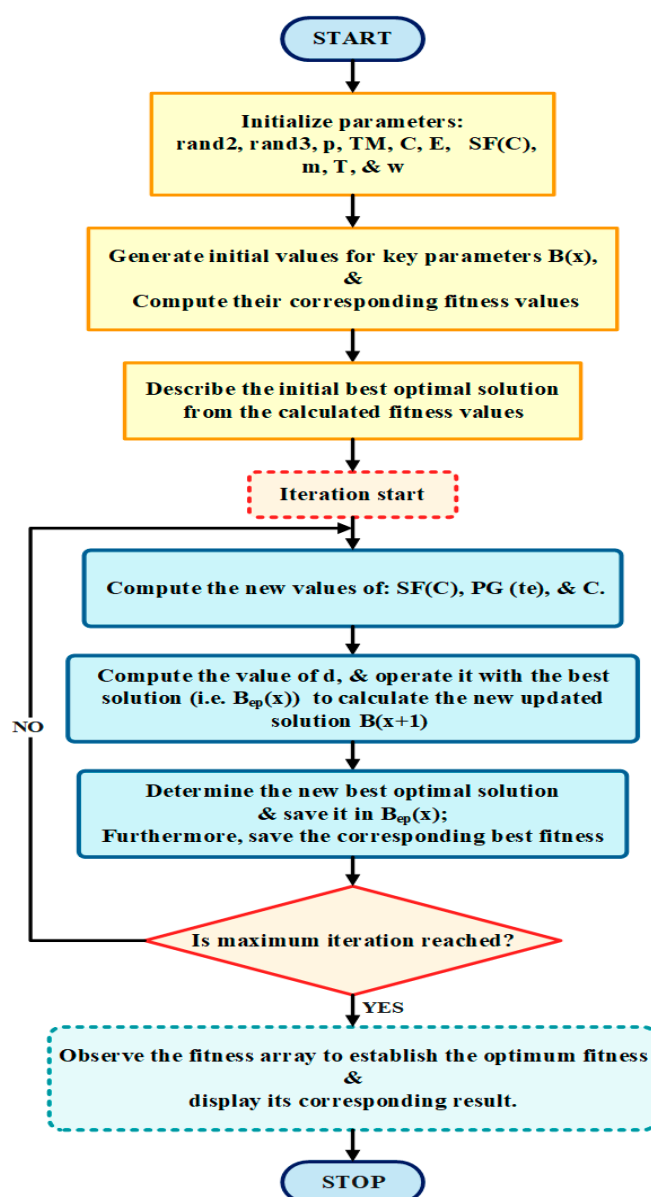 START
Initialize parameters:
rand2, rand3, p, TM, C, E, SF(C),
m, T, & w
Generate initial values for key parameters B(x),
&
Compute their corresponding fitness values
Describe the initial best optimal solution
from the calculated fitness values
Iteration start
Compute the new values of: SF(C), PG (te), & C.
Compute the value of d, & operate it with the best
solution (i.e. Bₑₚ(x)) to calculate the new updated
solution B(x+1)
NO
Determine the new best optimal solution
& save it in Bₑₚ(x);
Furthermore, save the corresponding best fitness
Is maximum iteration reached?
YES
Observe the fitness array to establish the optimum fitness
&
display its corresponding result.
STOP